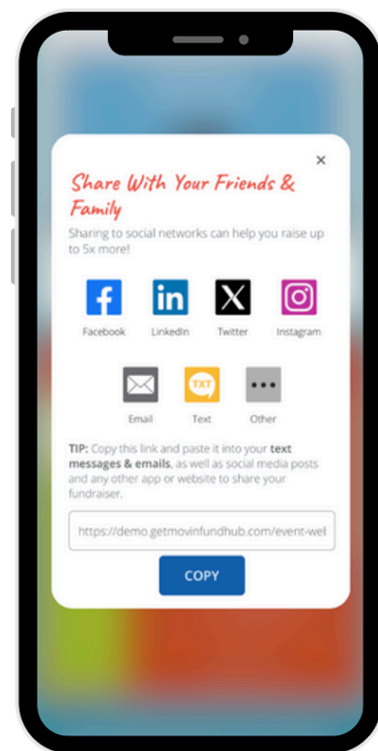 ×
Share With Your Friends &
Family
Sharing to social networks can help you raise up
to 5x more!
f in X
Facebook LinkedIn Twitter Instagram
TXT
Email Text Other
TIP: Copy this link and paste it into your text
messages & emails, as well as social media posts
and any other app or website to share your
fundraiser.
https://demo.getmovinfundhub.com/event-wel
COPY